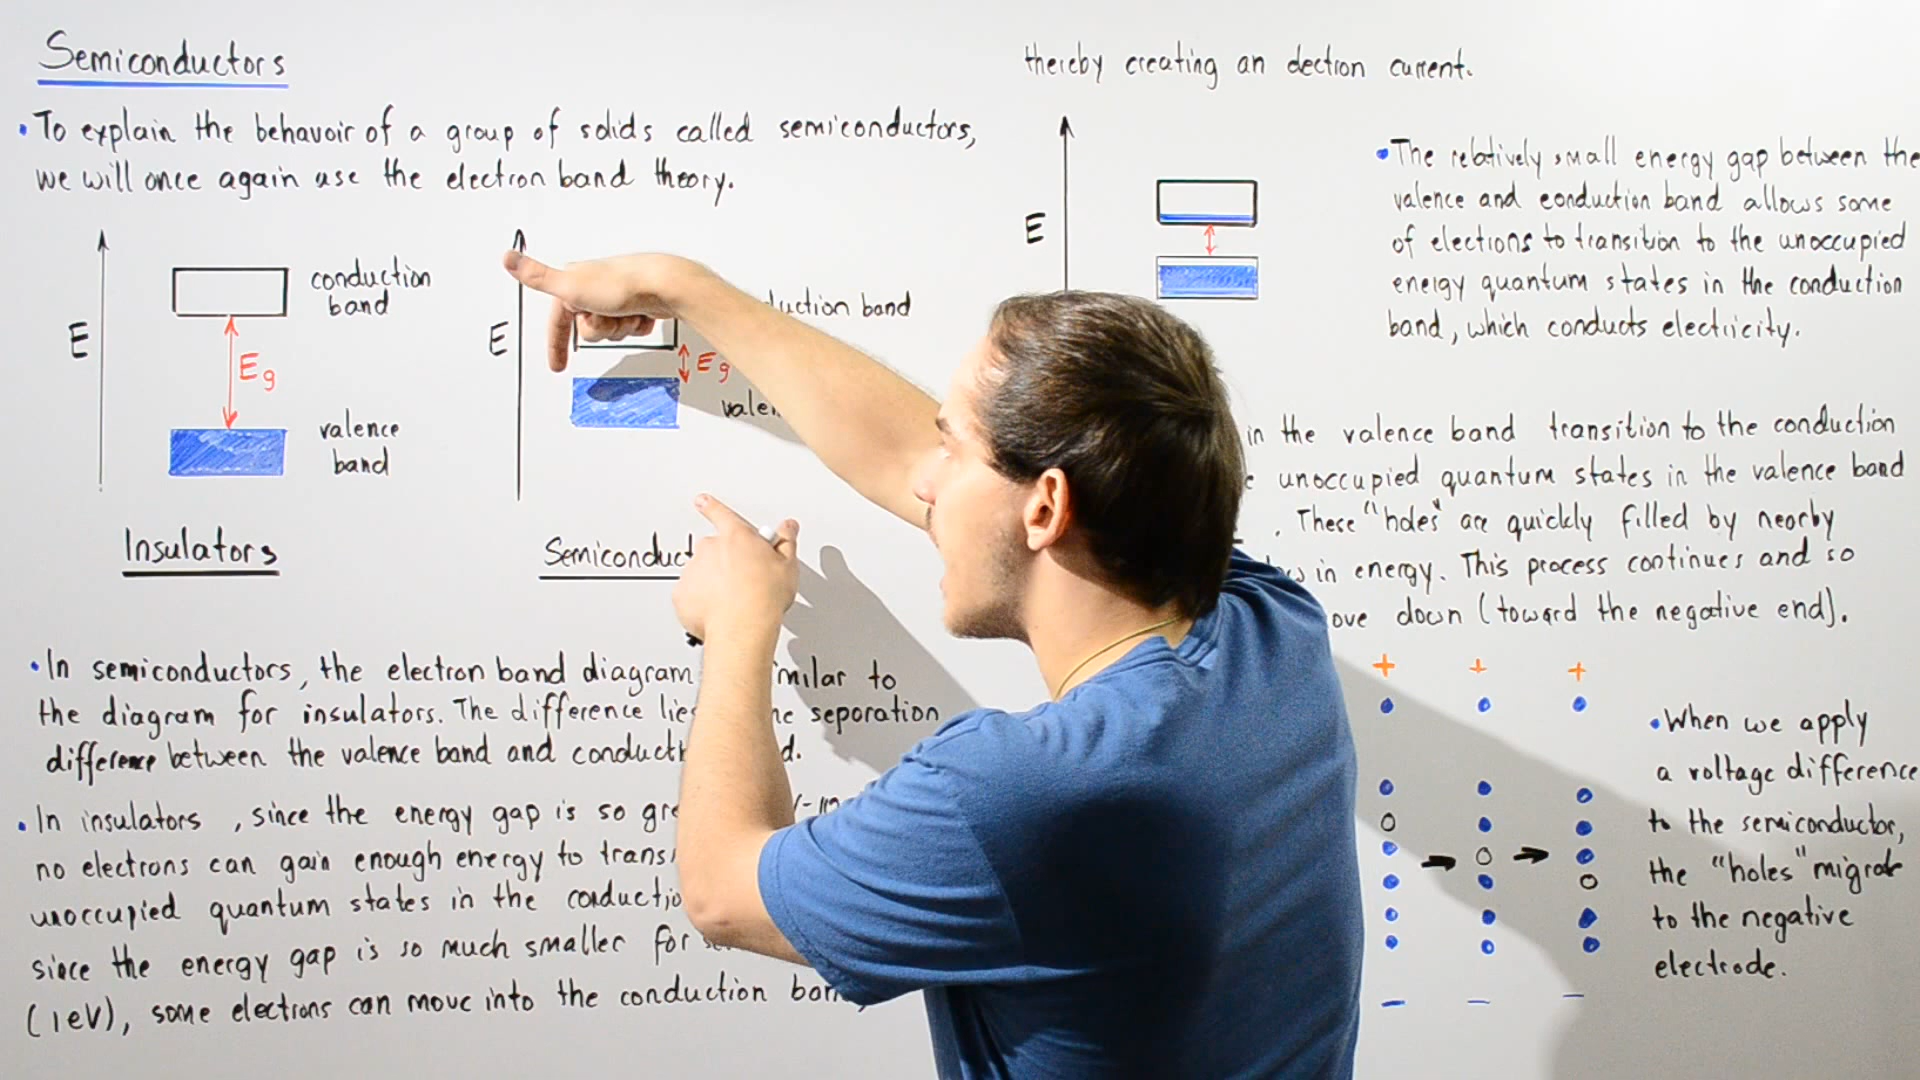 Semiconductors
• To explain the behavoir of a group of solids called semiconductors,
we will once again use the electron band theory.
E
conduction
band
Eg
valence
band
Insulators
E
band
Eg
• In semiconductors, the electron band diagram to
the diagram for insulators. The difference seporation
difference between the valence band and
• In insulators, since the energy gap is so
no electrons can gain enough energy to
unoccupied quantum states in the
since the energy gap is so much smaller for
(1eV), some electrons can move into the conduction
thereby creating an electron current.
E
• The relatively small energy gap between the
valence and conduction band allows some
of electrons to transition to the unoccupied
energy quantum states in the conduction
band, which conducts electricity.
in the valence band transition to the conduction
unoccupied quantum states in the valence band
. These "holes" are quickly filled by nearby
in energy. This process continues and so
down (toward the negative end).
+ + +
− − −
• When we apply
a voltage difference
to the semiconductor,
the "holes" migrate
to the negative
electrode.